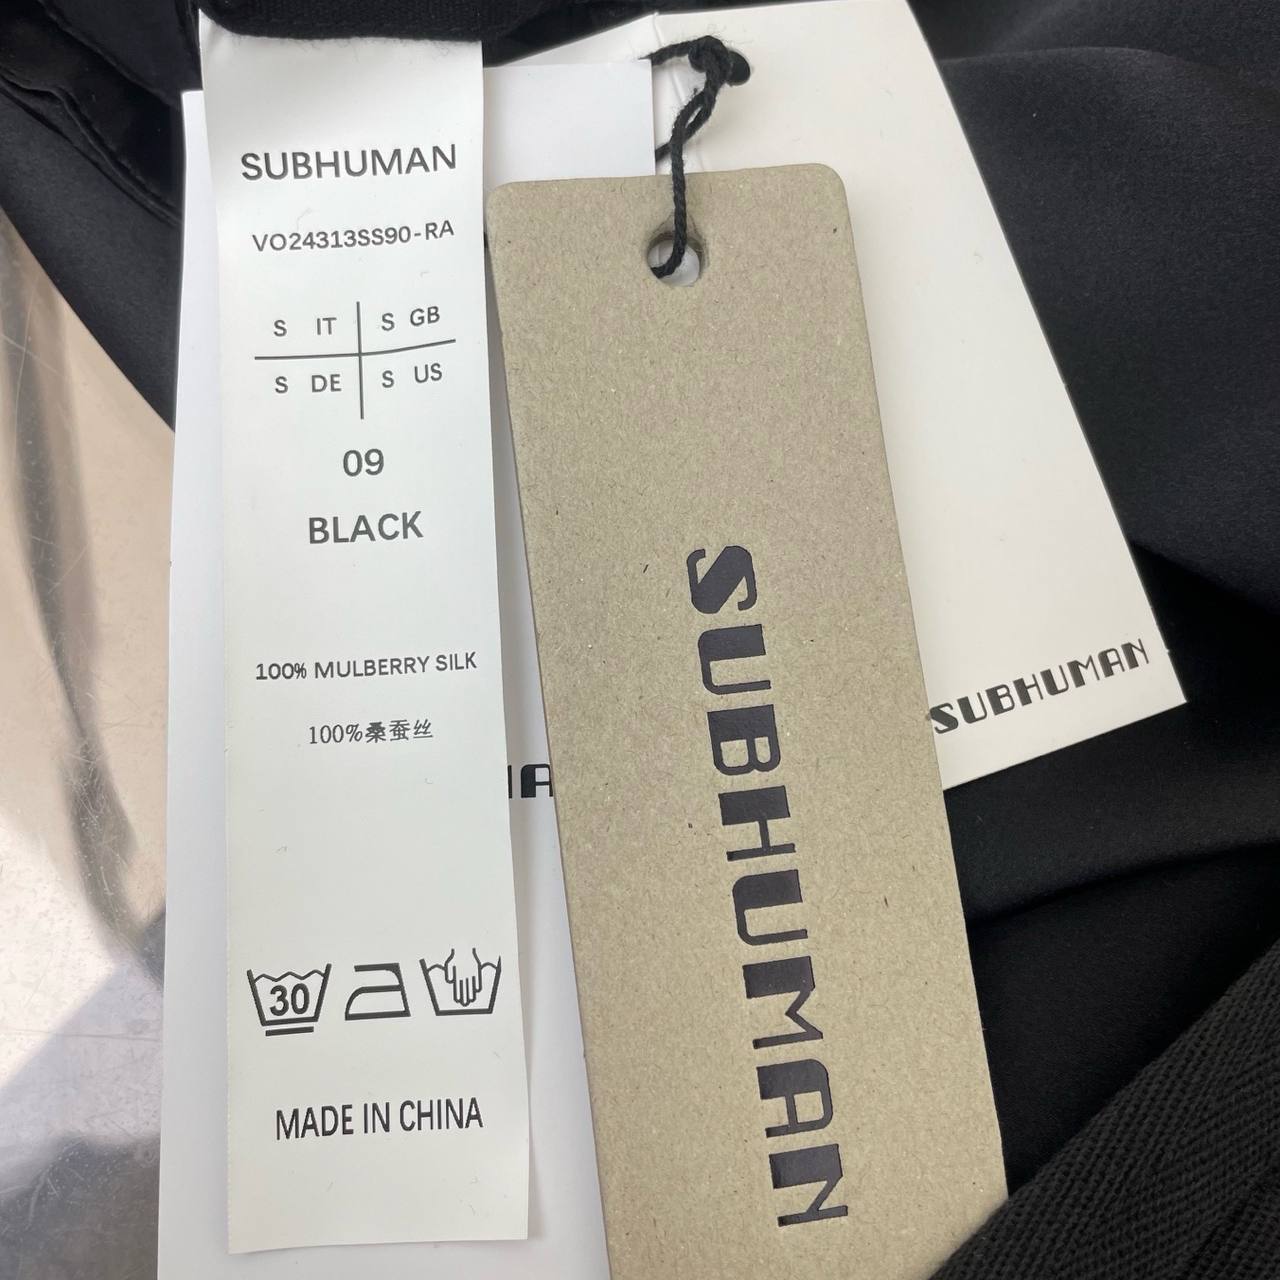 SUBHUMAN
VO24313SS90-RA
S IT S GB
S DE S US
09
BLACK
100% MULBERRY SILK
100%桑蚕丝
30
MADE IN CHINA
SUBHUMAN
SUBHUMAN